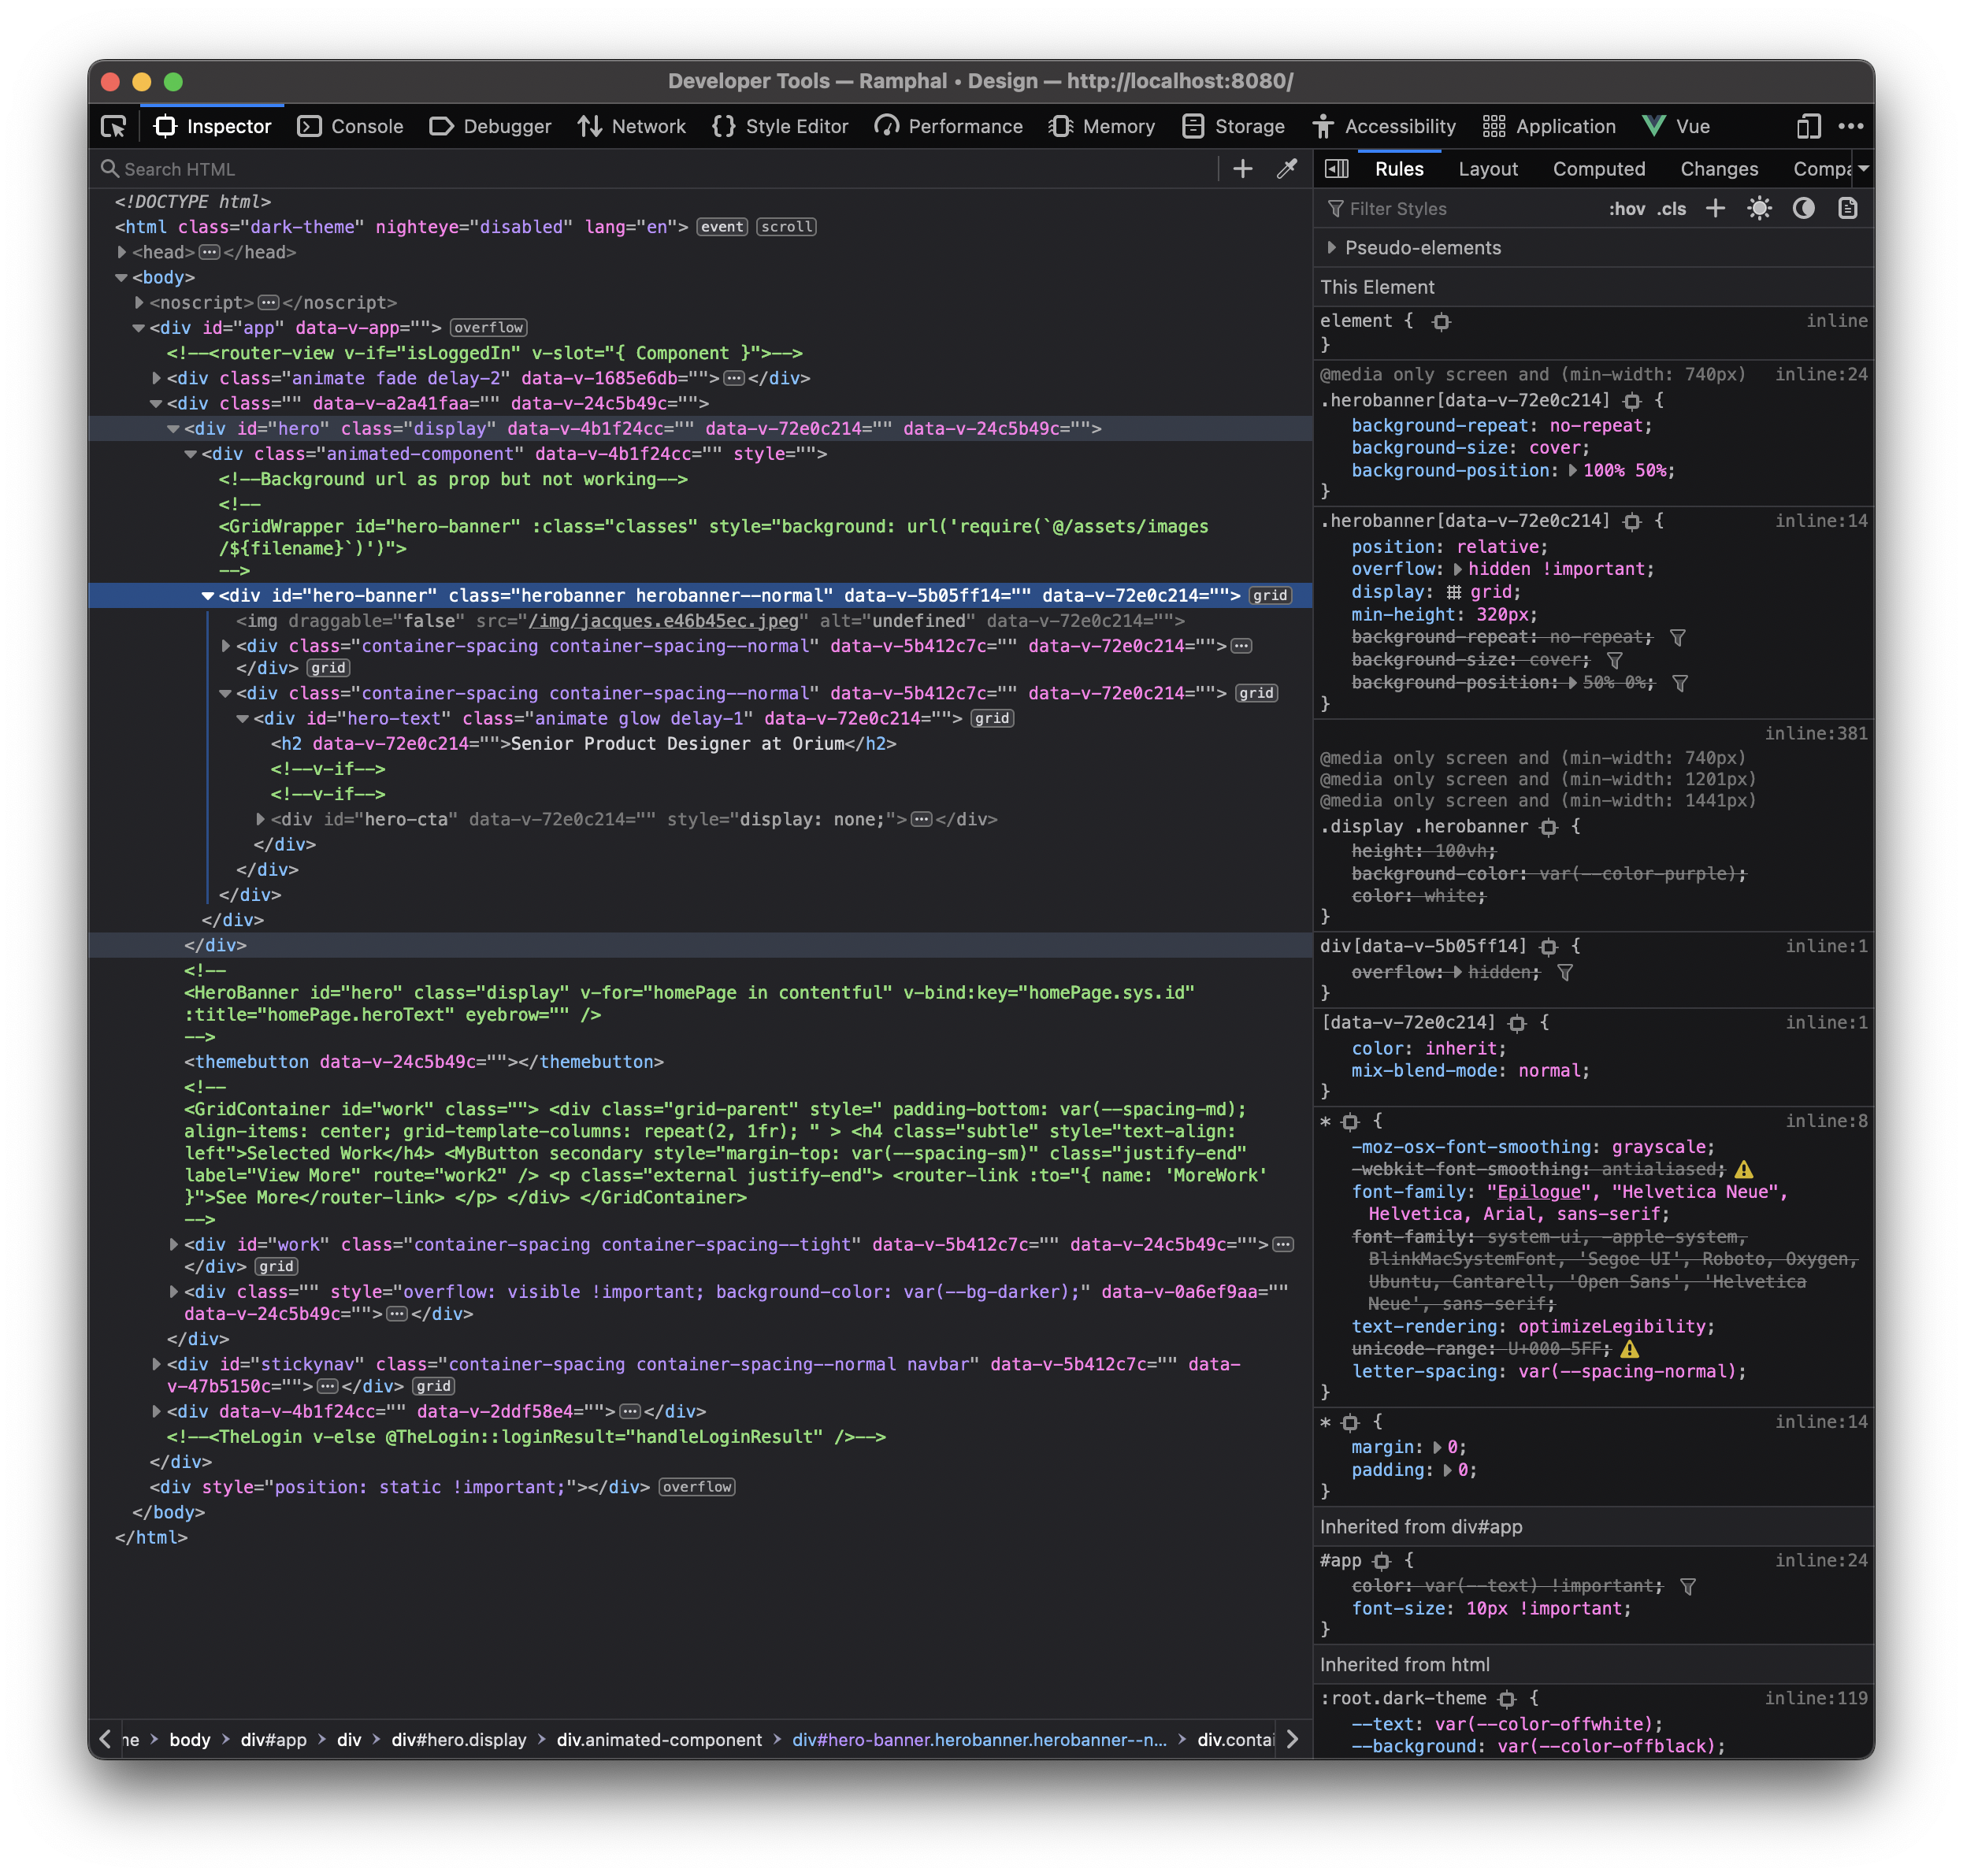 Developer Tools — Ramphal • Design — http://localhost:8080/
Inspector Console Debugger Network Style Editor Performance Memory Storage Accessibility Application Vue
Search HTML
<!DOCTYPE html>
<html class="dark-theme" nighteye="disabled" lang="en"> event scroll
<head>⋯</head>
<body>
<noscript>⋯</noscript>
<div id="app" data-v-app=""> overflow
<!--<router-view v-if="isLoggedIn" v-slot="{ Component }">-->
<div class="animate fade delay-2" data-v-1685e6db="">⋯</div>
<div class="" data-v-a2a41faa="" data-v-24c5b49c="">
<div id="hero" class="display" data-v-4b1f24cc="" data-v-72e0c214="" data-v-24c5b49c="">
<div class="animated-component" data-v-4b1f24cc="" style="">
<!--Background url as prop but not working-->
<!--
<GridWrapper id="hero-banner" :class="classes" style="background: url('require(`@/assets/images
/${filename}`)')">
-->
<div id="hero-banner" class="herobanner herobanner--normal" data-v-5b05ff14="" data-v-72e0c214=""> grid
<img draggable="false" src="/img/jacques.e46b45ec.jpeg" alt="undefined" data-v-72e0c214="">
<div class="container-spacing container-spacing--normal" data-v-5b412c7c="" data-v-72e0c214="">⋯
</div> grid
<div class="container-spacing container-spacing--normal" data-v-5b412c7c="" data-v-72e0c214=""> grid
<div id="hero-text" class="animate glow delay-1" data-v-72e0c214=""> grid
<h2 data-v-72e0c214="">Senior Product Designer at Orium</h2>
<!--v-if-->
<!--v-if-->
<div id="hero-cta" data-v-72e0c214="" style="display: none;">⋯</div>
</div>
</div>
</div>
</div>
</div>
<!--
<HeroBanner id="hero" class="display" v-for="homePage in contentful" v-bind:key="homePage.sys.id"
:title="homePage.heroText" eyebrow="" />
-->
<themebutton data-v-24c5b49c=""></themebutton>
<!--
<GridContainer id="work" class=""> <div class="grid-parent" style=" padding-bottom: var(--spacing-md);
align-items: center; grid-template-columns: repeat(2, 1fr); " > <h4 class="subtle" style="text-align:
left">Selected Work</h4> <MyButton secondary style="margin-top: var(--spacing-sm)" class="justify-end"
label="View More" route="work2" /> <p class="external justify-end"> <router-link :to="{ name: 'MoreWork'
}">See More</router-link> </p> </div> </GridContainer>
-->
<div id="work" class="container-spacing container-spacing--tight" data-v-5b412c7c="" data-v-24c5b49c="">⋯
</div> grid
<div class="" style="overflow: visible !important; background-color: var(--bg-darker);" data-v-0a6ef9aa=""
data-v-24c5b49c="">⋯</div>
</div>
<div id="stickynav" class="container-spacing container-spacing--normal navbar" data-v-5b412c7c="" data-
v-47b5150c="">⋯</div> grid
<div data-v-4b1f24cc="" data-v-2ddf58e4="">⋯</div>
<!--<TheLogin v-else @TheLogin::loginResult="handleLoginResult" />-->
</div>
<div style="position: static !important;"></div> overflow
</body>
</html>
ne > body > div#app > div > div#hero.display > div.animated-component > div#hero-banner.herobanner.herobanner--n... > div.contai
Rules Layout Computed Changes Compa
Filter Styles :hov .cls
Pseudo-elements
This Element
element { inline
}
@media only screen and (min-width: 740px) inline:24
.herobanner[data-v-72e0c214] {
background-repeat: no-repeat;
background-size: cover;
background-position: 100% 50%;
}
.herobanner[data-v-72e0c214] { inline:14
position: relative;
overflow: hidden !important;
display: grid;
min-height: 320px;
background-repeat: no-repeat;
background-size: cover;
background-position: 50% 0%;
}
inline:381
@media only screen and (min-width: 740px)
@media only screen and (min-width: 1201px)
@media only screen and (min-width: 1441px)
.display .herobanner {
height: 100vh;
background-color: var(--color-purple);
color: white;
}
div[data-v-5b05ff14] { inline:1
overflow: hidden;
}
[data-v-72e0c214] { inline:1
color: inherit;
mix-blend-mode: normal;
}
* { inline:8
-moz-osx-font-smoothing: grayscale;
-webkit-font-smoothing: antialiased;
font-family: "Epilogue", "Helvetica Neue",
Helvetica, Arial, sans-serif;
font-family: system-ui, -apple-system,
BlinkMacSystemFont, 'Segoe UI', Roboto, Oxygen,
Ubuntu, Cantarell, 'Open Sans', 'Helvetica
Neue', sans-serif;
text-rendering: optimizeLegibility;
unicode-range: U+000-5FF;
letter-spacing: var(--spacing-normal);
}
* { inline:14
margin: 0;
padding: 0;
}
Inherited from div#app
#app { inline:24
color: var(--text) !important;
font-size: 10px !important;
}
Inherited from html
:root.dark-theme { inline:119
--text: var(--color-offwhite);
--background: var(--color-offblack);